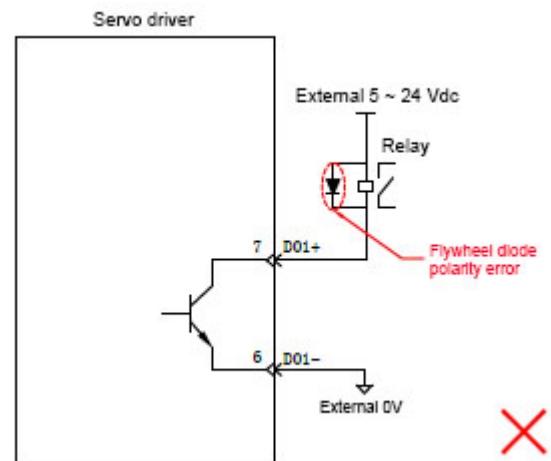 Servo driver
External 5 ~ 24 Vdc
Relay
Flywheel diode
polarity error
7 DO1+
6 DO1-
External 0V